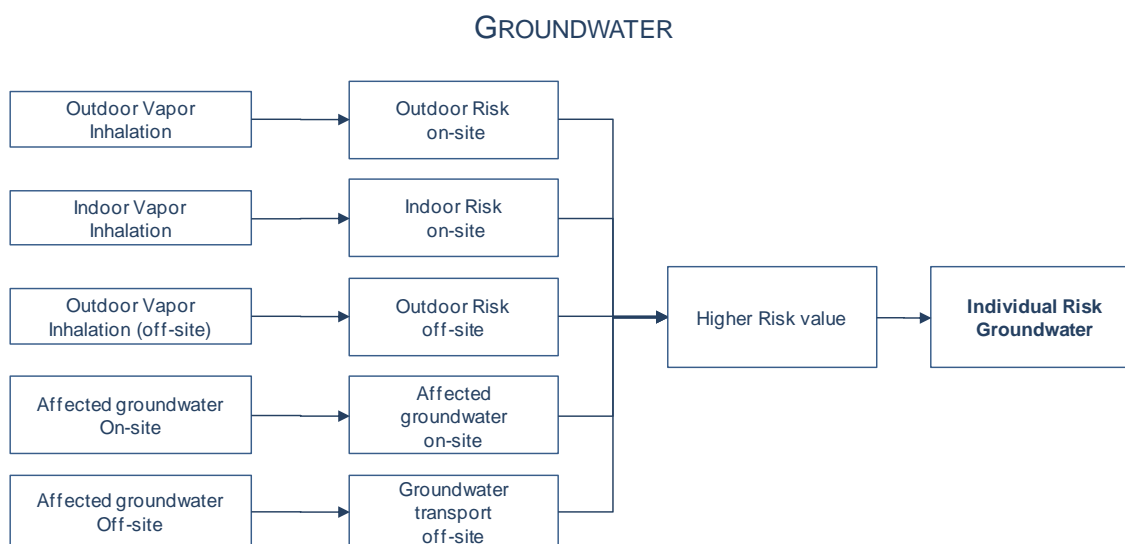 GROUNDWATER
Outdoor Vapor
Inhalation
Outdoor Risk
on-site
Indoor Vapor
Inhalation
Indoor Risk
on-site
Outdoor Vapor
Inhalation (off-site)
Outdoor Risk
off-site
Higher Risk value
Individual Risk
Groundwater
Affected groundwater
On-site
Affected
groundwater
on-site
Affected groundwater
Off-site
Groundwater
transport
off-site